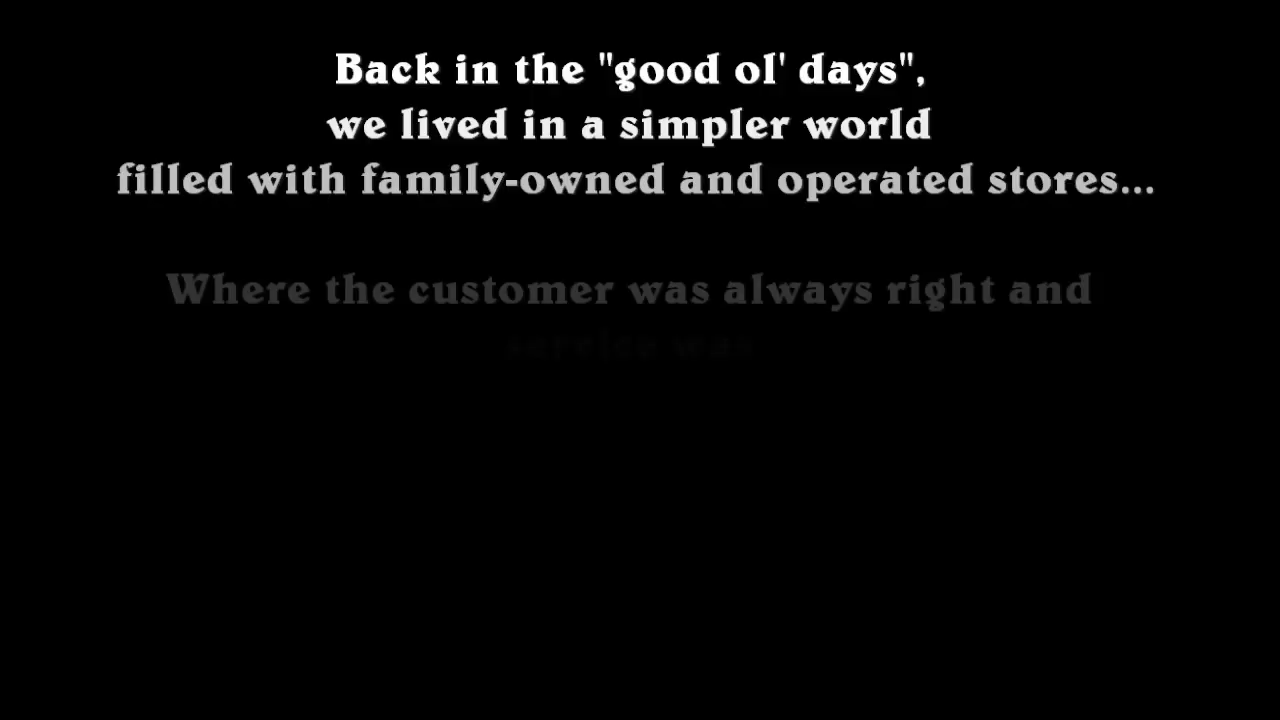 Back in the "good ol' days",
we lived in a simpler world
filled with family-owned and operated stores...
Where the customer was always right and
service was